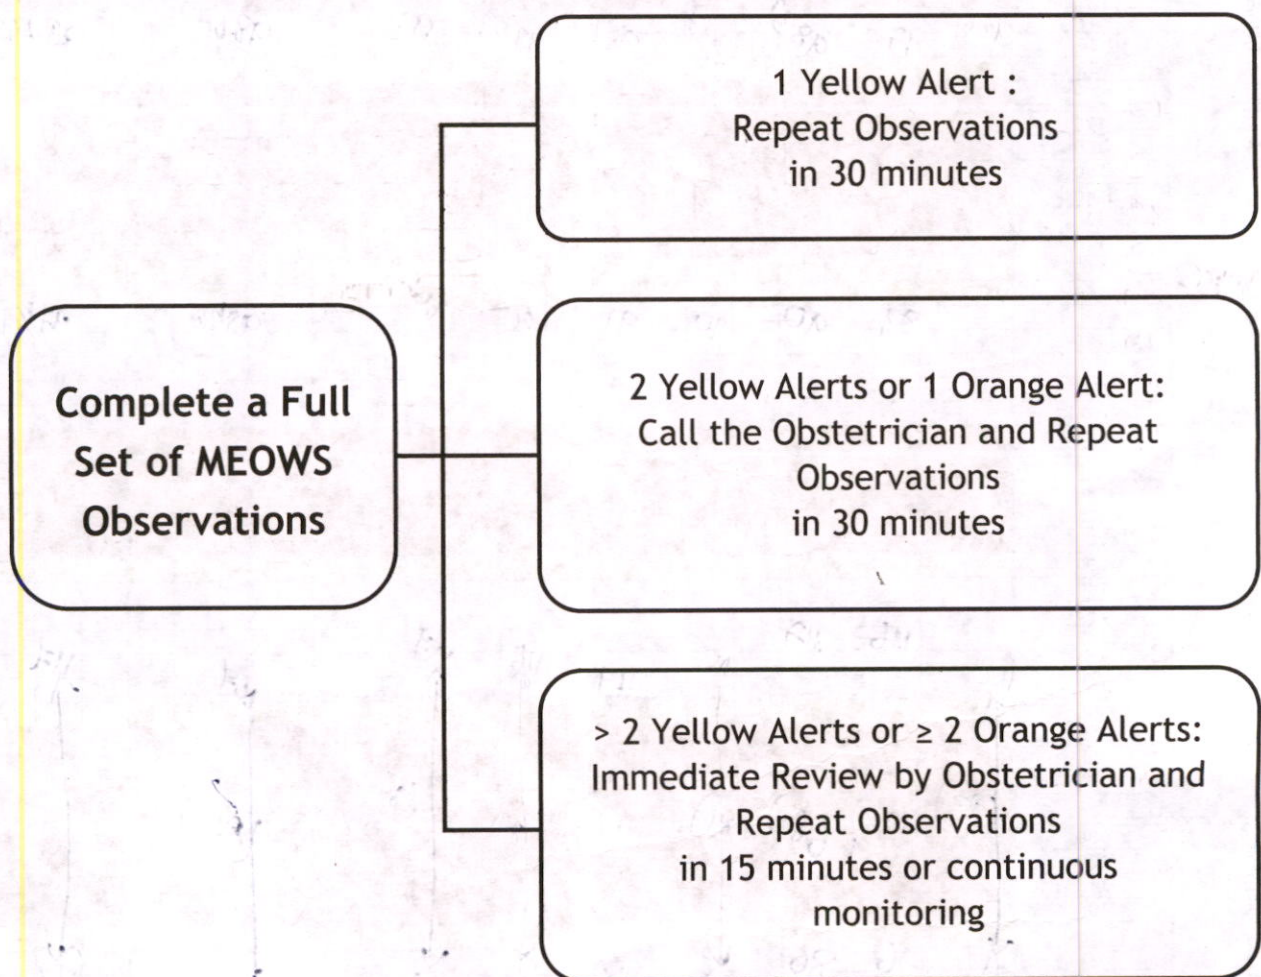 Complete a Full
Set of MEOWS
Observations
1 Yellow Alert :
Repeat Observations
in 30 minutes
2 Yellow Alerts or 1 Orange Alert:
Call the Obstetrician and Repeat
Observations
in 30 minutes
> 2 Yellow Alerts or ≥ 2 Orange Alerts:
Immediate Review by Obstetrician and
Repeat Observations
in 15 minutes or continuous
monitoring